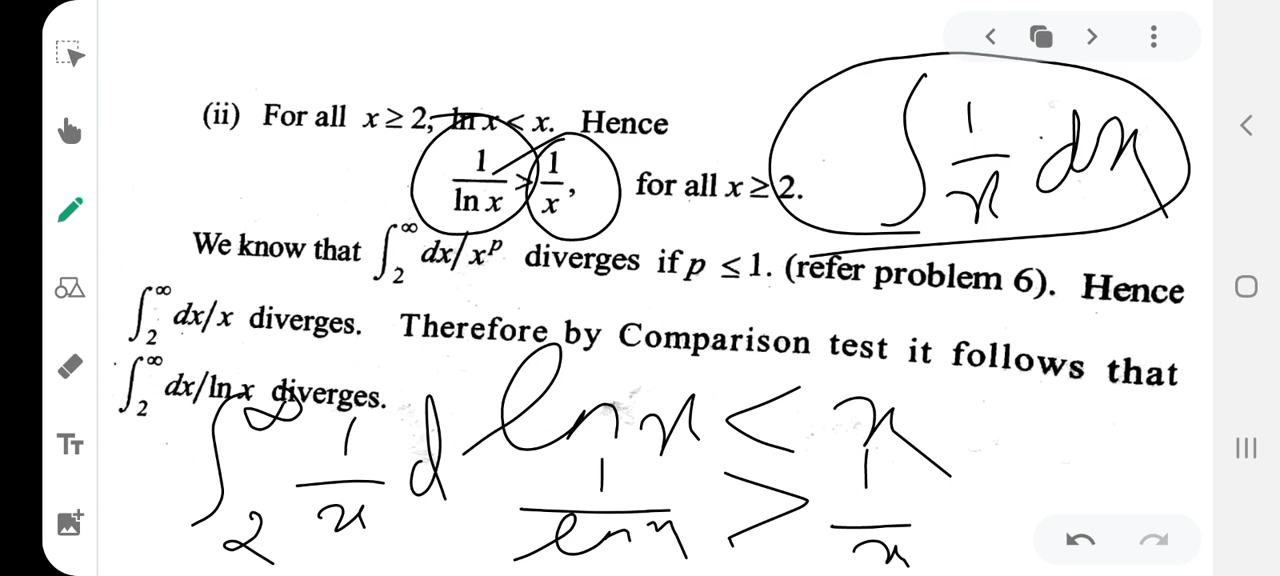 (ii) For all x ≥ 2, ln x < x. Hence
1/ln x > 1/x, for all x ≥ 2.
∫ 1/x dx
We know that ∫₂^∞ dx/x^p diverges if p ≤ 1. (refer problem 6). Hence
∫₂^∞ dx/x diverges. Therefore by Comparison test it follows that
∫₂^∞ dx/ln x diverges.
ln x < x
∫₂^∞ 1/x d
1/ln x > 1/x
TT